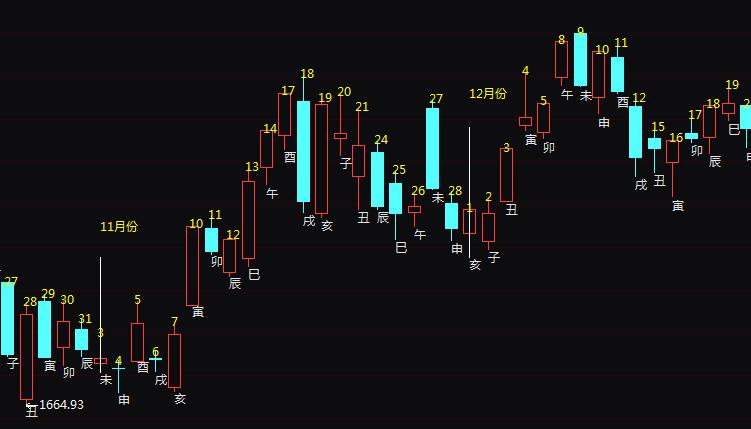 27
子
28
丑
1664.93
29
寅
30
卯
31
辰
11月份
3
未
4
申
5
酉
6
戌
7
亥
10
寅
11
卯
12
辰
13
巳
14
午
17
酉
18
戌
19
亥
20
子
21
丑
24
辰
25
巳
26
午
27
未
28
申
12月份
1
亥
2
子
3
丑
4
寅
5
卯
8
午
9
未
10
申
11
酉
12
戌
15
丑
16
寅
17
卯
18
辰
19
巳